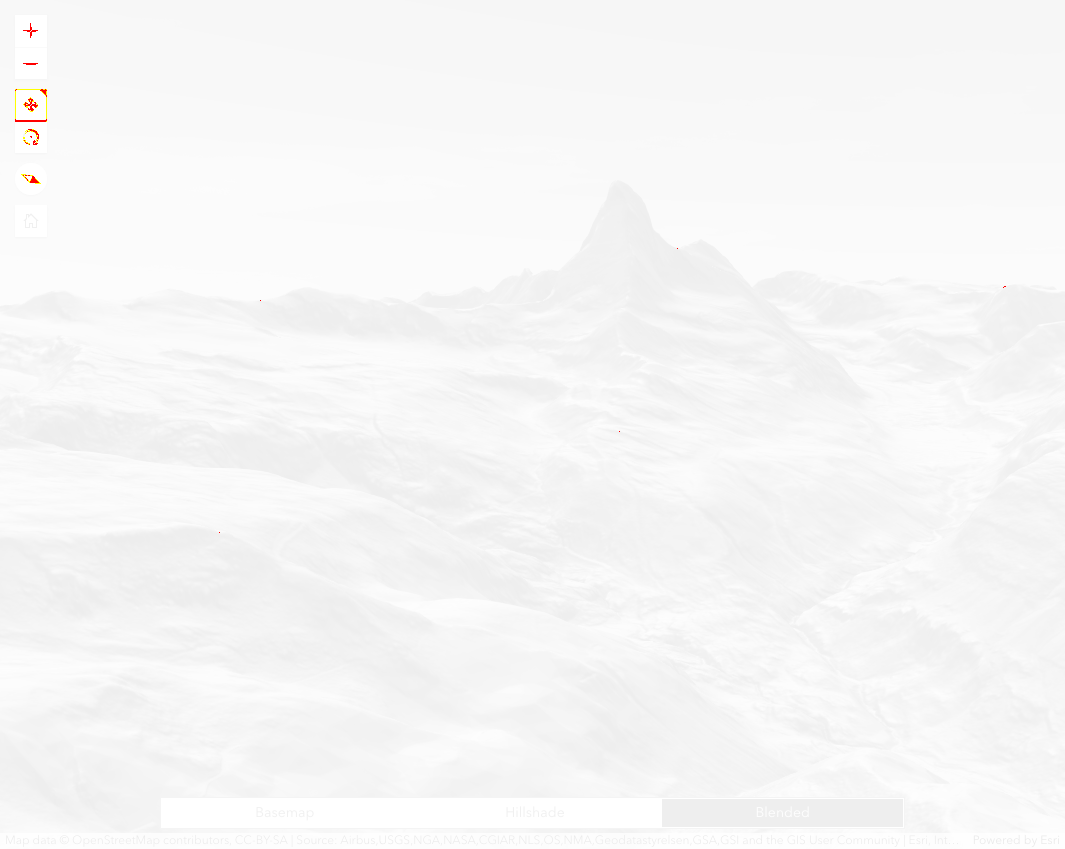 Basemap Hillshade Blended
Map data © OpenStreetMap contributors, CC-BY-SA | Source: Airbus,USGS,NGA,NASA,CGIAR,NLS,OS,NMA,Geodatastyrelsen,GSA,GSI and the GIS User Community | Esri, Int... Powered by Esri